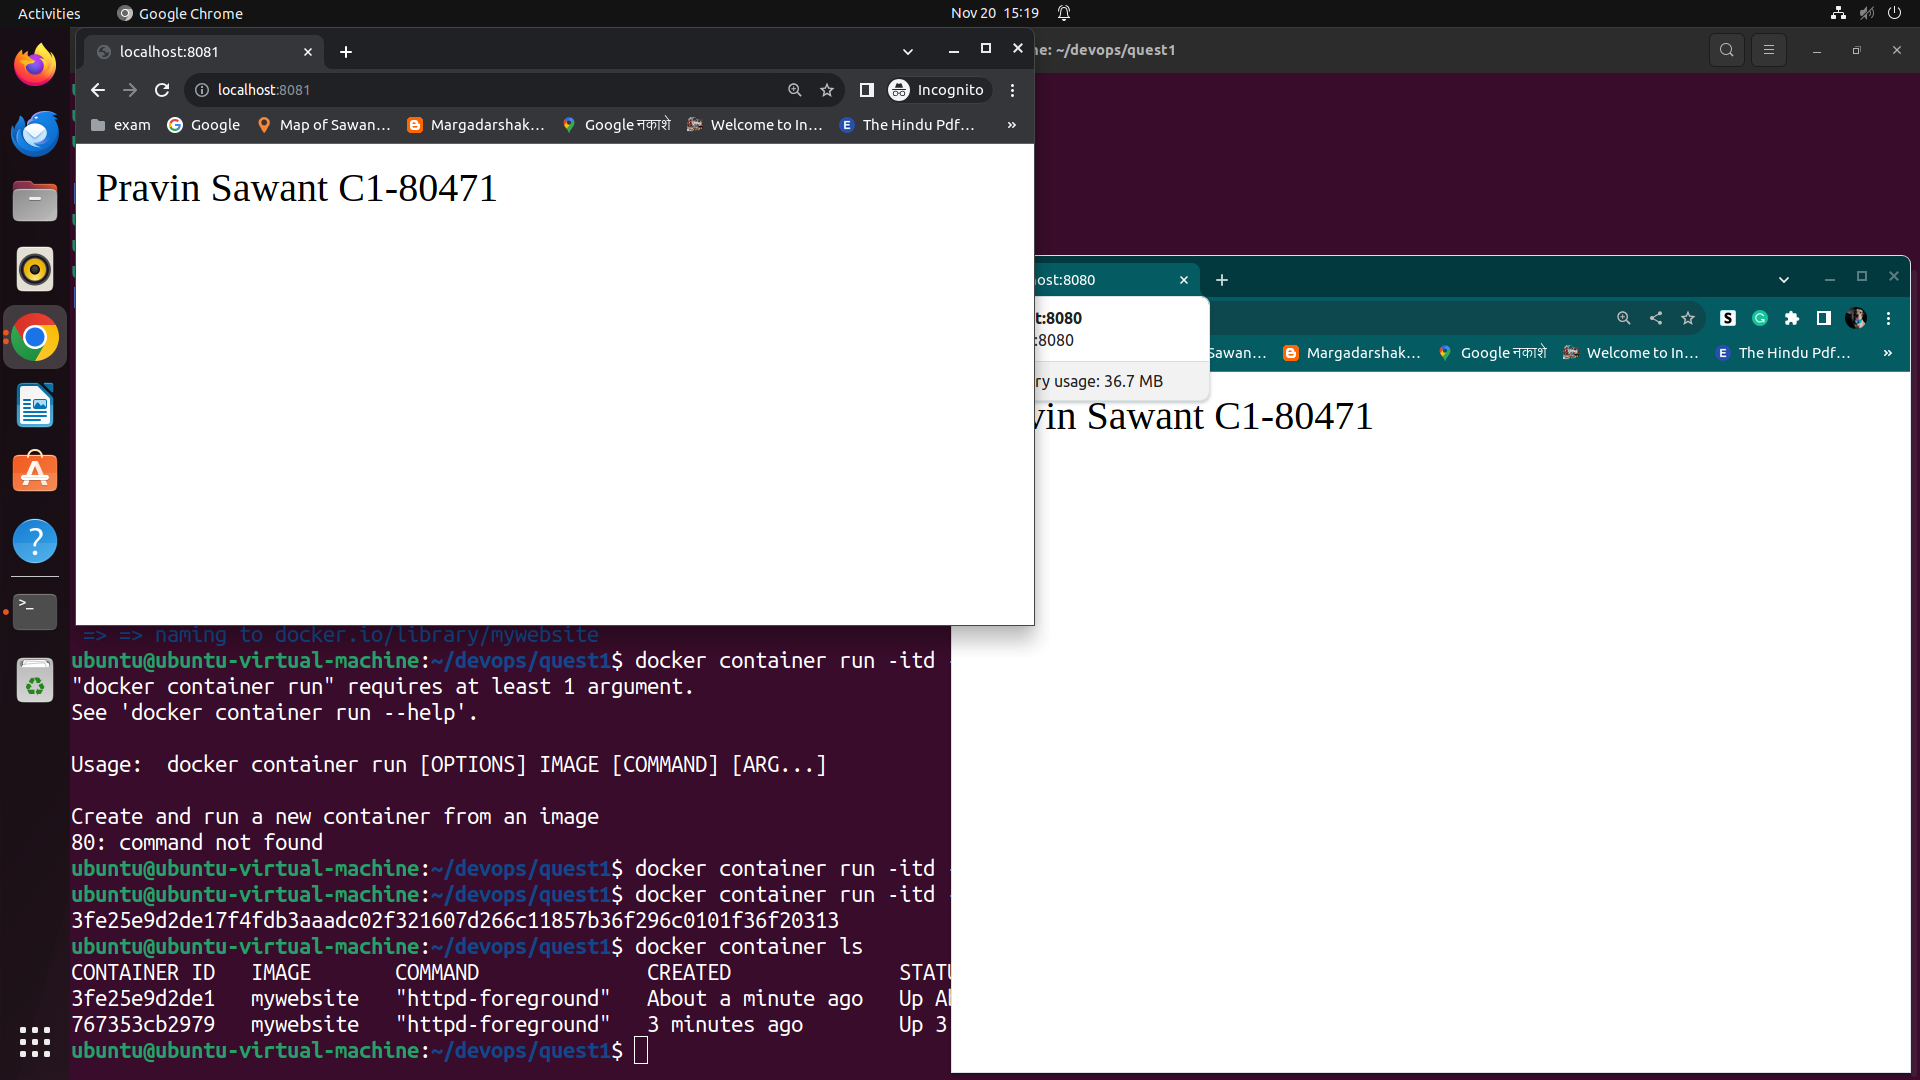 Activities
Google Chrome
Nov 20 15:19
localhost:8081
ne: ~/devops/quest1
localhost:8081
Incognito
exam
Google
Map of Sawan…
Margadarshak…
Google नकाशे
Welcome to In…
The Hindu Pdf…
»
Pravin Sawant C1-80471
ost:8080
t:8080
:8080
Sawan…
Margadarshak…
Google नकाशे
Welcome to In…
The Hindu Pdf…
»
ry usage: 36.7 MB
vin Sawant C1-80471
=> => naming to docker.io/library/mywebsite
ubuntu@ubuntu-virtual-machine:~/devops/quest1$ docker container run -itd
"docker container run" requires at least 1 argument.
See 'docker container run --help'.
Usage:  docker container run [OPTIONS] IMAGE [COMMAND] [ARG...]
Create and run a new container from an image
80: command not found
ubuntu@ubuntu-virtual-machine:~/devops/quest1$ docker container run -itd
ubuntu@ubuntu-virtual-machine:~/devops/quest1$ docker container run -itd
3fe25e9d2de17f4fdb3aaadc02f321607d266c11857b36f296c0101f36f20313
ubuntu@ubuntu-virtual-machine:~/devops/quest1$ docker container ls
CONTAINER ID   IMAGE       COMMAND              CREATED              STATU
3fe25e9d2de1   mywebsite   "httpd-foreground"   About a minute ago   Up A
767353cb2979   mywebsite   "httpd-foreground"   3 minutes ago        Up 3
ubuntu@ubuntu-virtual-machine:~/devops/quest1$